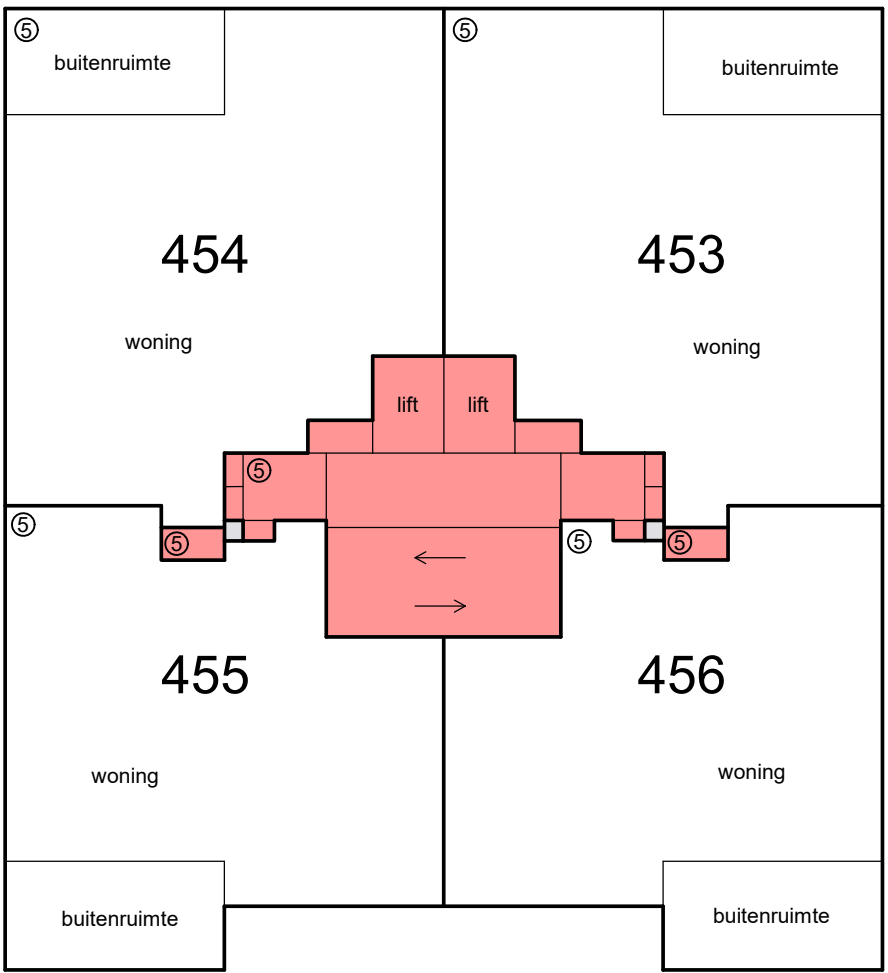 ⑤
buitenruimte
⑤
buitenruimte
454
453
woning
woning
lift
lift
⑤
⑤
⑤
⑤
⑤
455
456
woning
woning
buitenruimte
buitenruimte